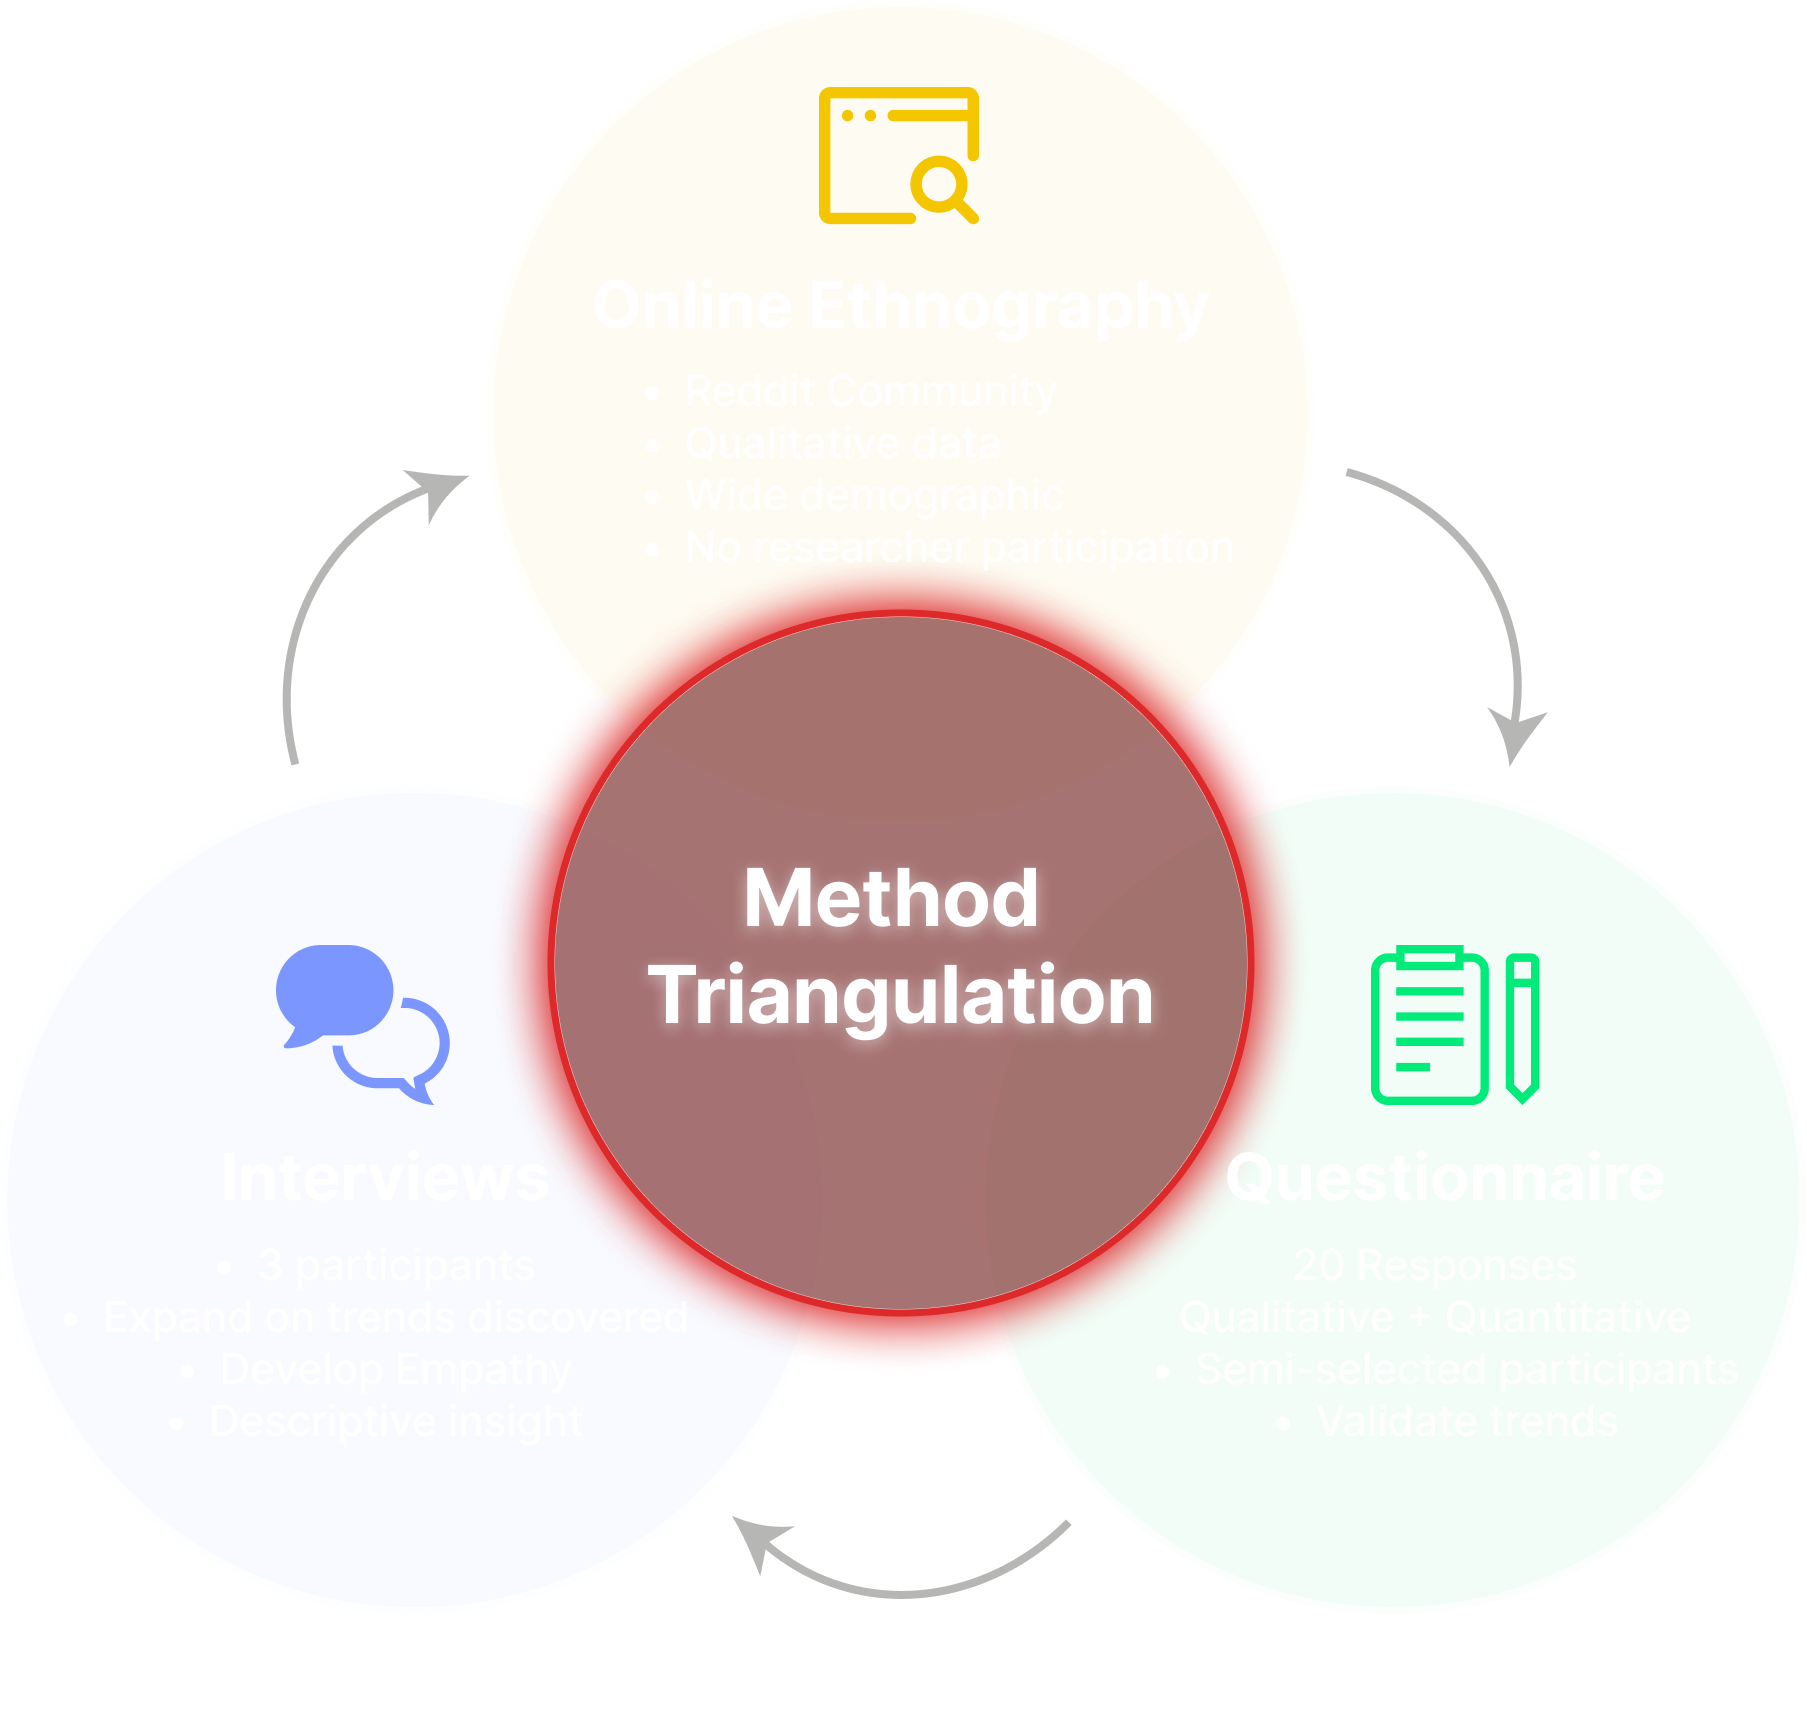 Online Ethnography
• Reddit Community
• Qualitative data
• Wide demographic
• No researcher participation
Method
Triangulation
Interviews
• 3 participants
• Expand on trends discovered
• Develop Empathy
• Descriptive insight
Questionnaire
20 Responses
Qualitative + Quantitative
• Semi-selected participants
• Validate trends